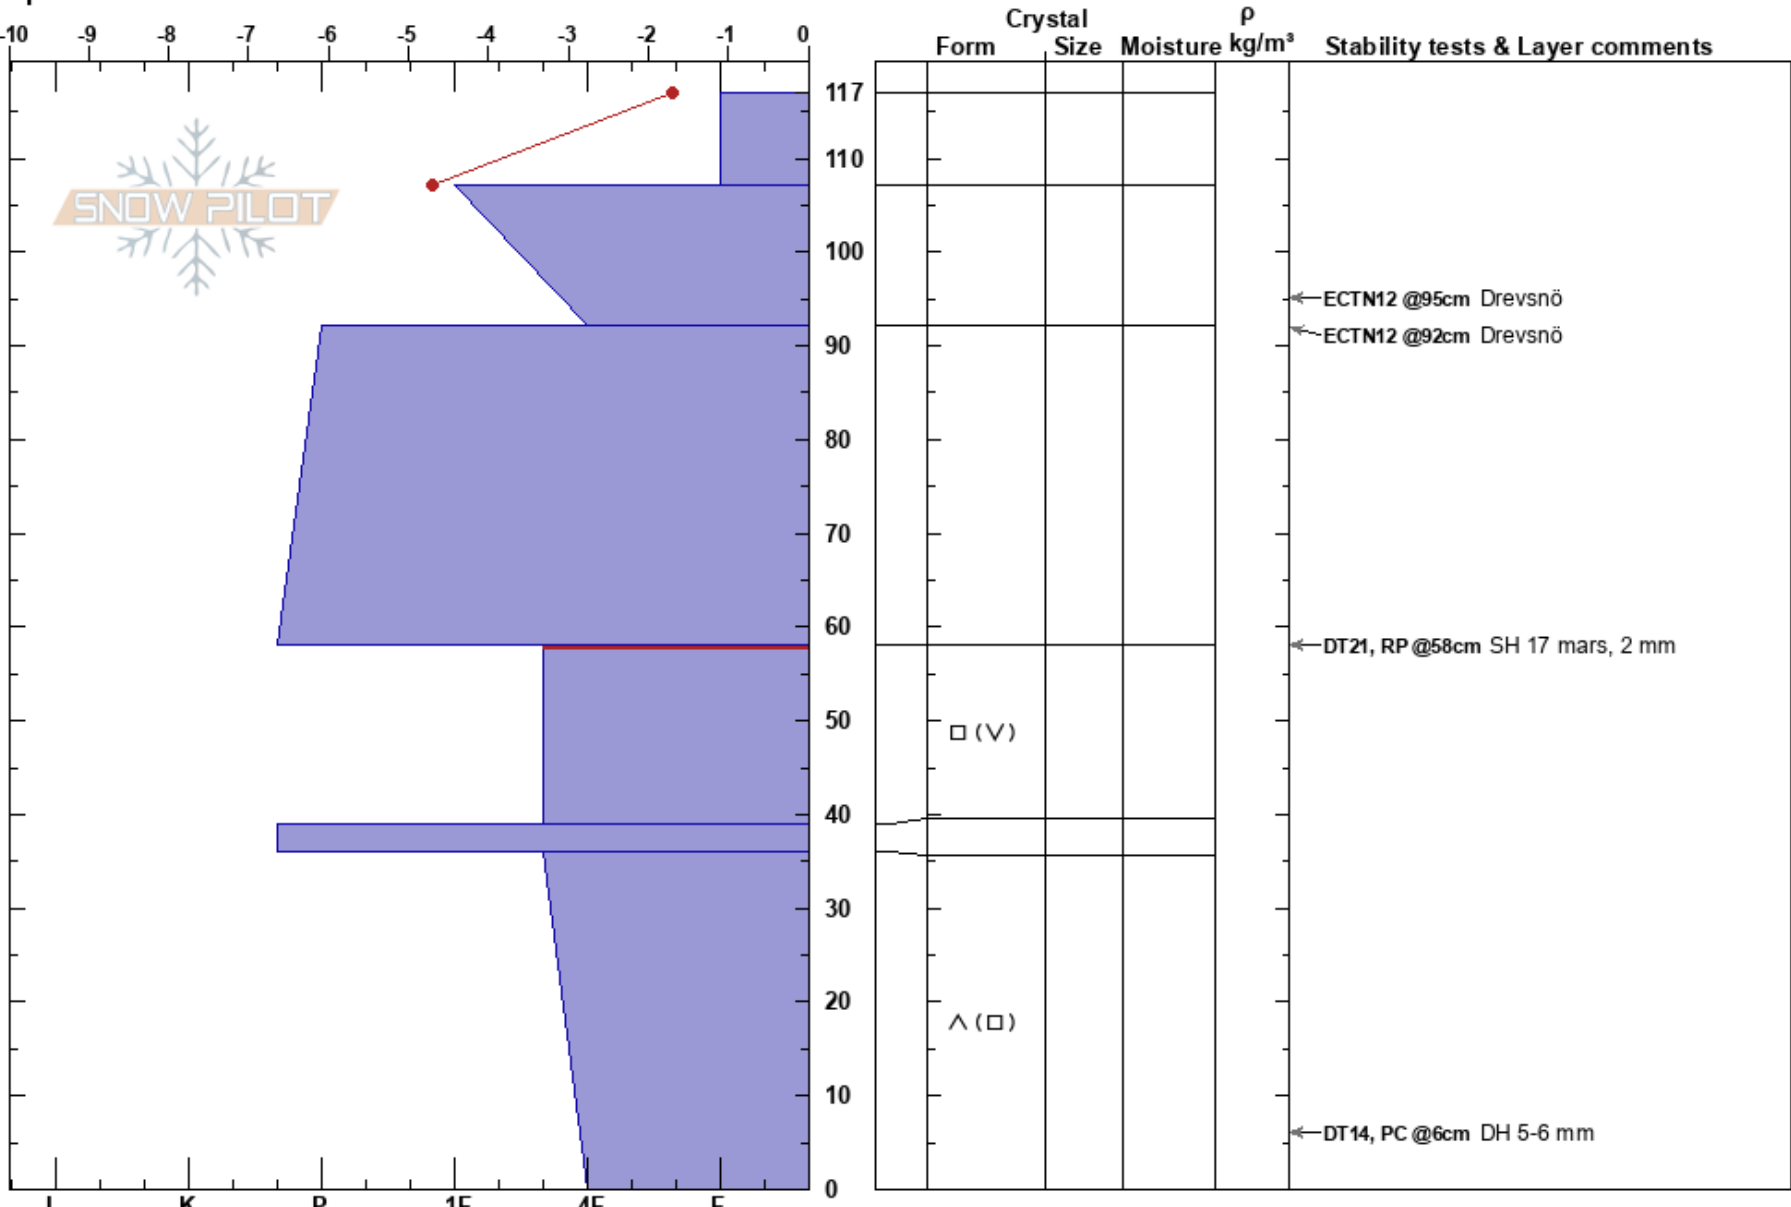 -10 -9 -8 -7 -6 -5 -4 -3 -2 -1 0
Crystal ρ
Form Size Moisture kg/m³ Stability tests & Layer comments
117
SNOW PILOT
110
100
ECTN12 @95cm Drevsnö
ECTN12 @92cm Drevsnö
90
80
70
60
DT21, RP @58cm SH 17 mars, 2 mm
50
□ (V)
40
30
20
Λ (□)
10
DT14, PC @6cm DH 5-6 mm
0
I K P 1F 4F F